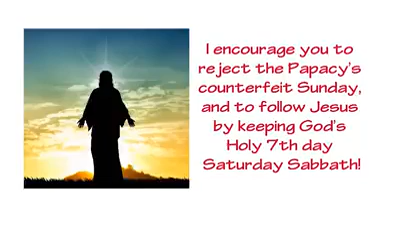 I encourage you to
reject the Papacy's
counterfeit Sunday,
and to follow Jesus
by keeping God's
Holy 7th day
Saturday Sabbath!